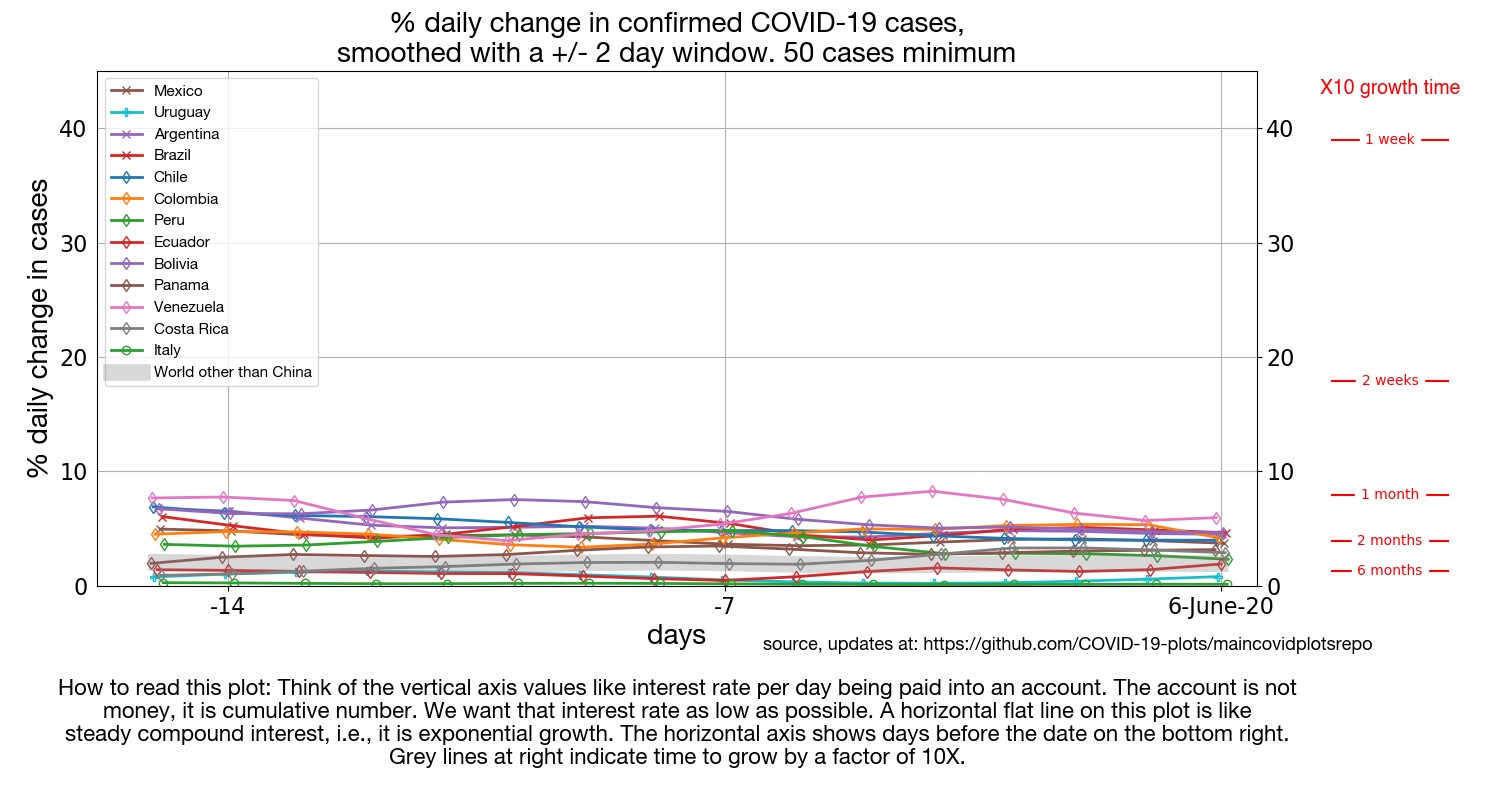 % daily change in confirmed COVID-19 cases,
smoothed with a +/- 2 day window. 50 cases minimum
X10 growth time
Mexico
Uruguay
Argentina
Brazil
Chile
Colombia
Peru
Ecuador
Bolivia
Panama
Venezuela
Costa Rica
Italy
World other than China
% daily change in cases
40
30
20
10
0
40
30
20
10
0
1 week
2 weeks
1 month
2 months
6 months
-14
-7
6-June-20
days
source, updates at: https://github.com/COVID-19-plots/maincovidplotsrepo
How to read this plot: Think of the vertical axis values like interest rate per day being paid into an account. The account is not
money, it is cumulative number. We want that interest rate as low as possible. A horizontal flat line on this plot is like
steady compound interest, i.e., it is exponential growth. The horizontal axis shows days before the date on the bottom right.
Grey lines at right indicate time to grow by a factor of 10X.